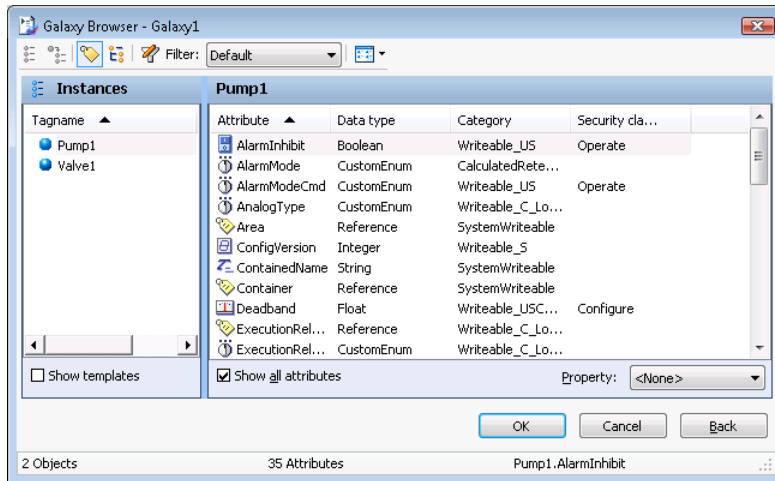 Galaxy Browser - Galaxy1
Filter: Default
Instances
Pump1
Tagname
Attribute Data type Category Security cla...
Pump1
Valve1
AlarmInhibit Boolean Writeable_US Operate
AlarmMode CustomEnum CalculatedRete...
AlarmModeCmd CustomEnum Writeable_US Operate
AnalogType CustomEnum Writeable_C_Lo...
Area Reference SystemWriteable
ConfigVersion Integer Writeable_S
ContainedName String SystemWriteable
Container Reference SystemWriteable
Deadband Float Writeable_USC... Configure
ExecutionRel... Reference Writeable_C_Lo...
ExecutionRel... CustomEnum Writeable_C_Lo...
Show templates
Show all attributes
Property: <None>
OK Cancel Back
2 Objects 35 Attributes Pump1.AlarmInhibit